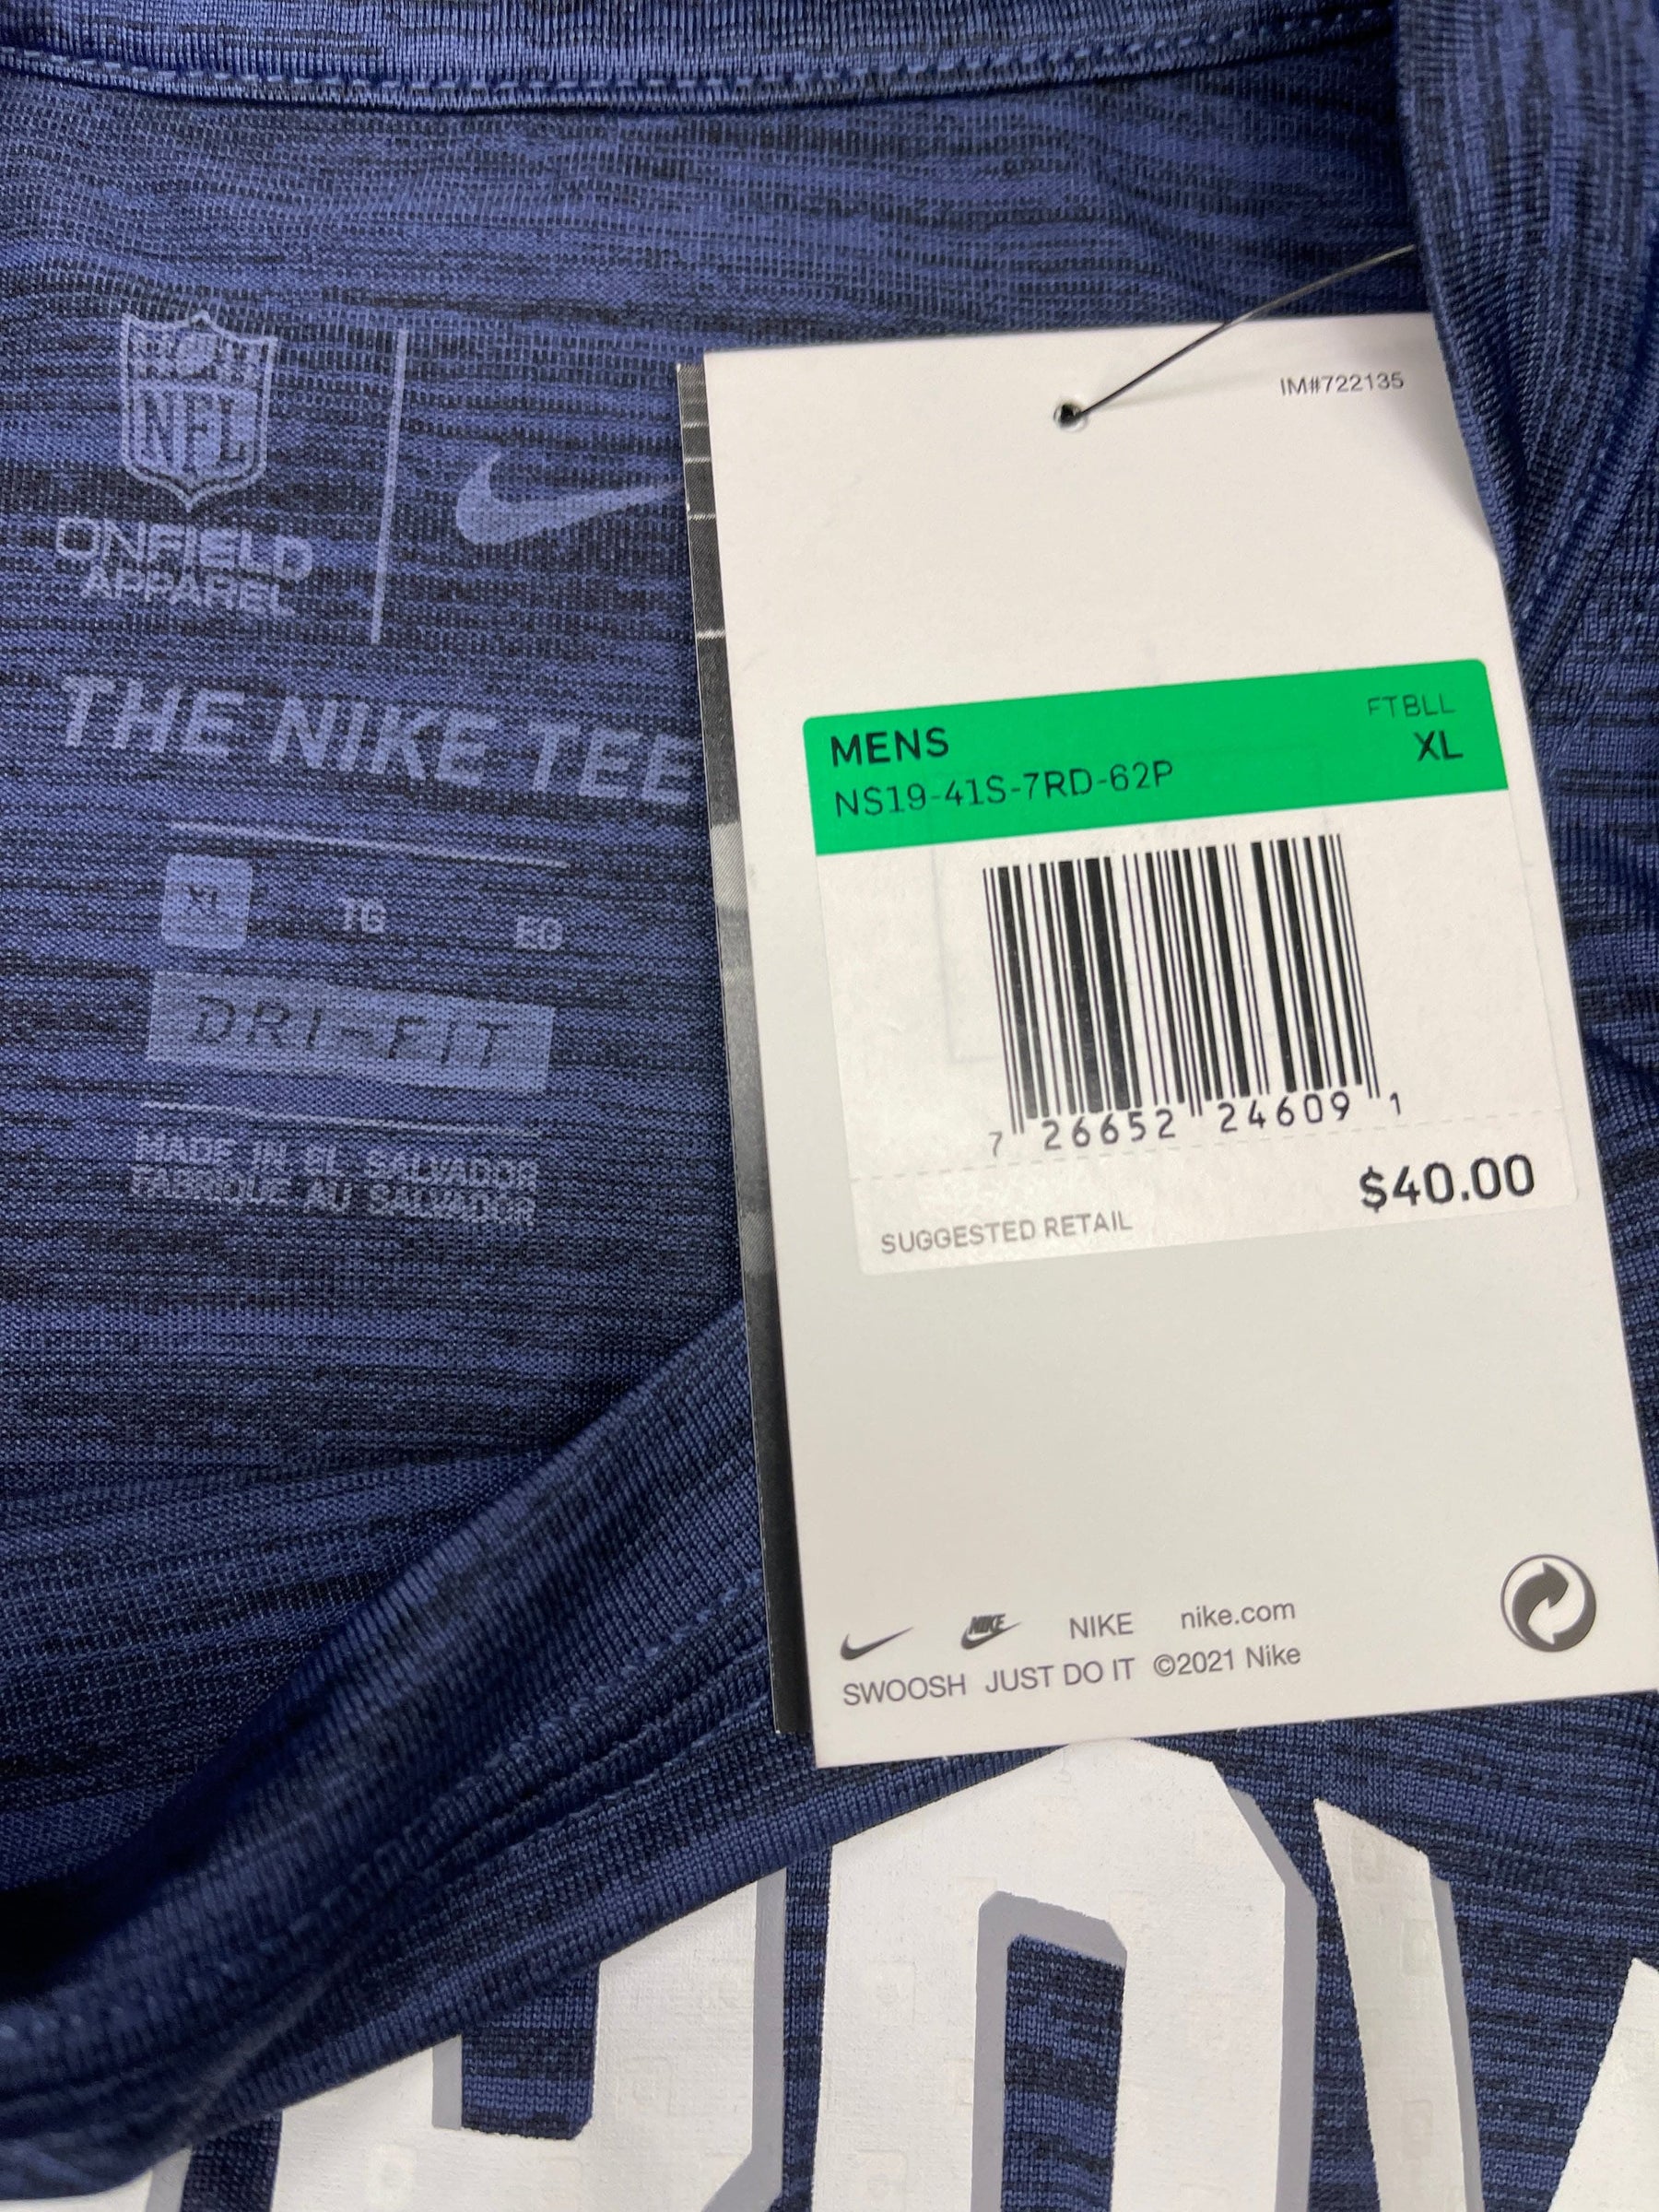 NFL
ONFIELD
APPAREL
THE NIKE TEE
XL TG EG
DRI-FIT
MADE IN EL SALVADOR
FABRIQUÉ AU SALVADOR
IM#722135
FTBLL
MENS XL
NS19-41S-7RD-62P
7 26652 24609 1
$40.00
SUGGESTED RETAIL
NIKE NIKE nike.com
SWOOSH JUST DO IT ©2021 Nike